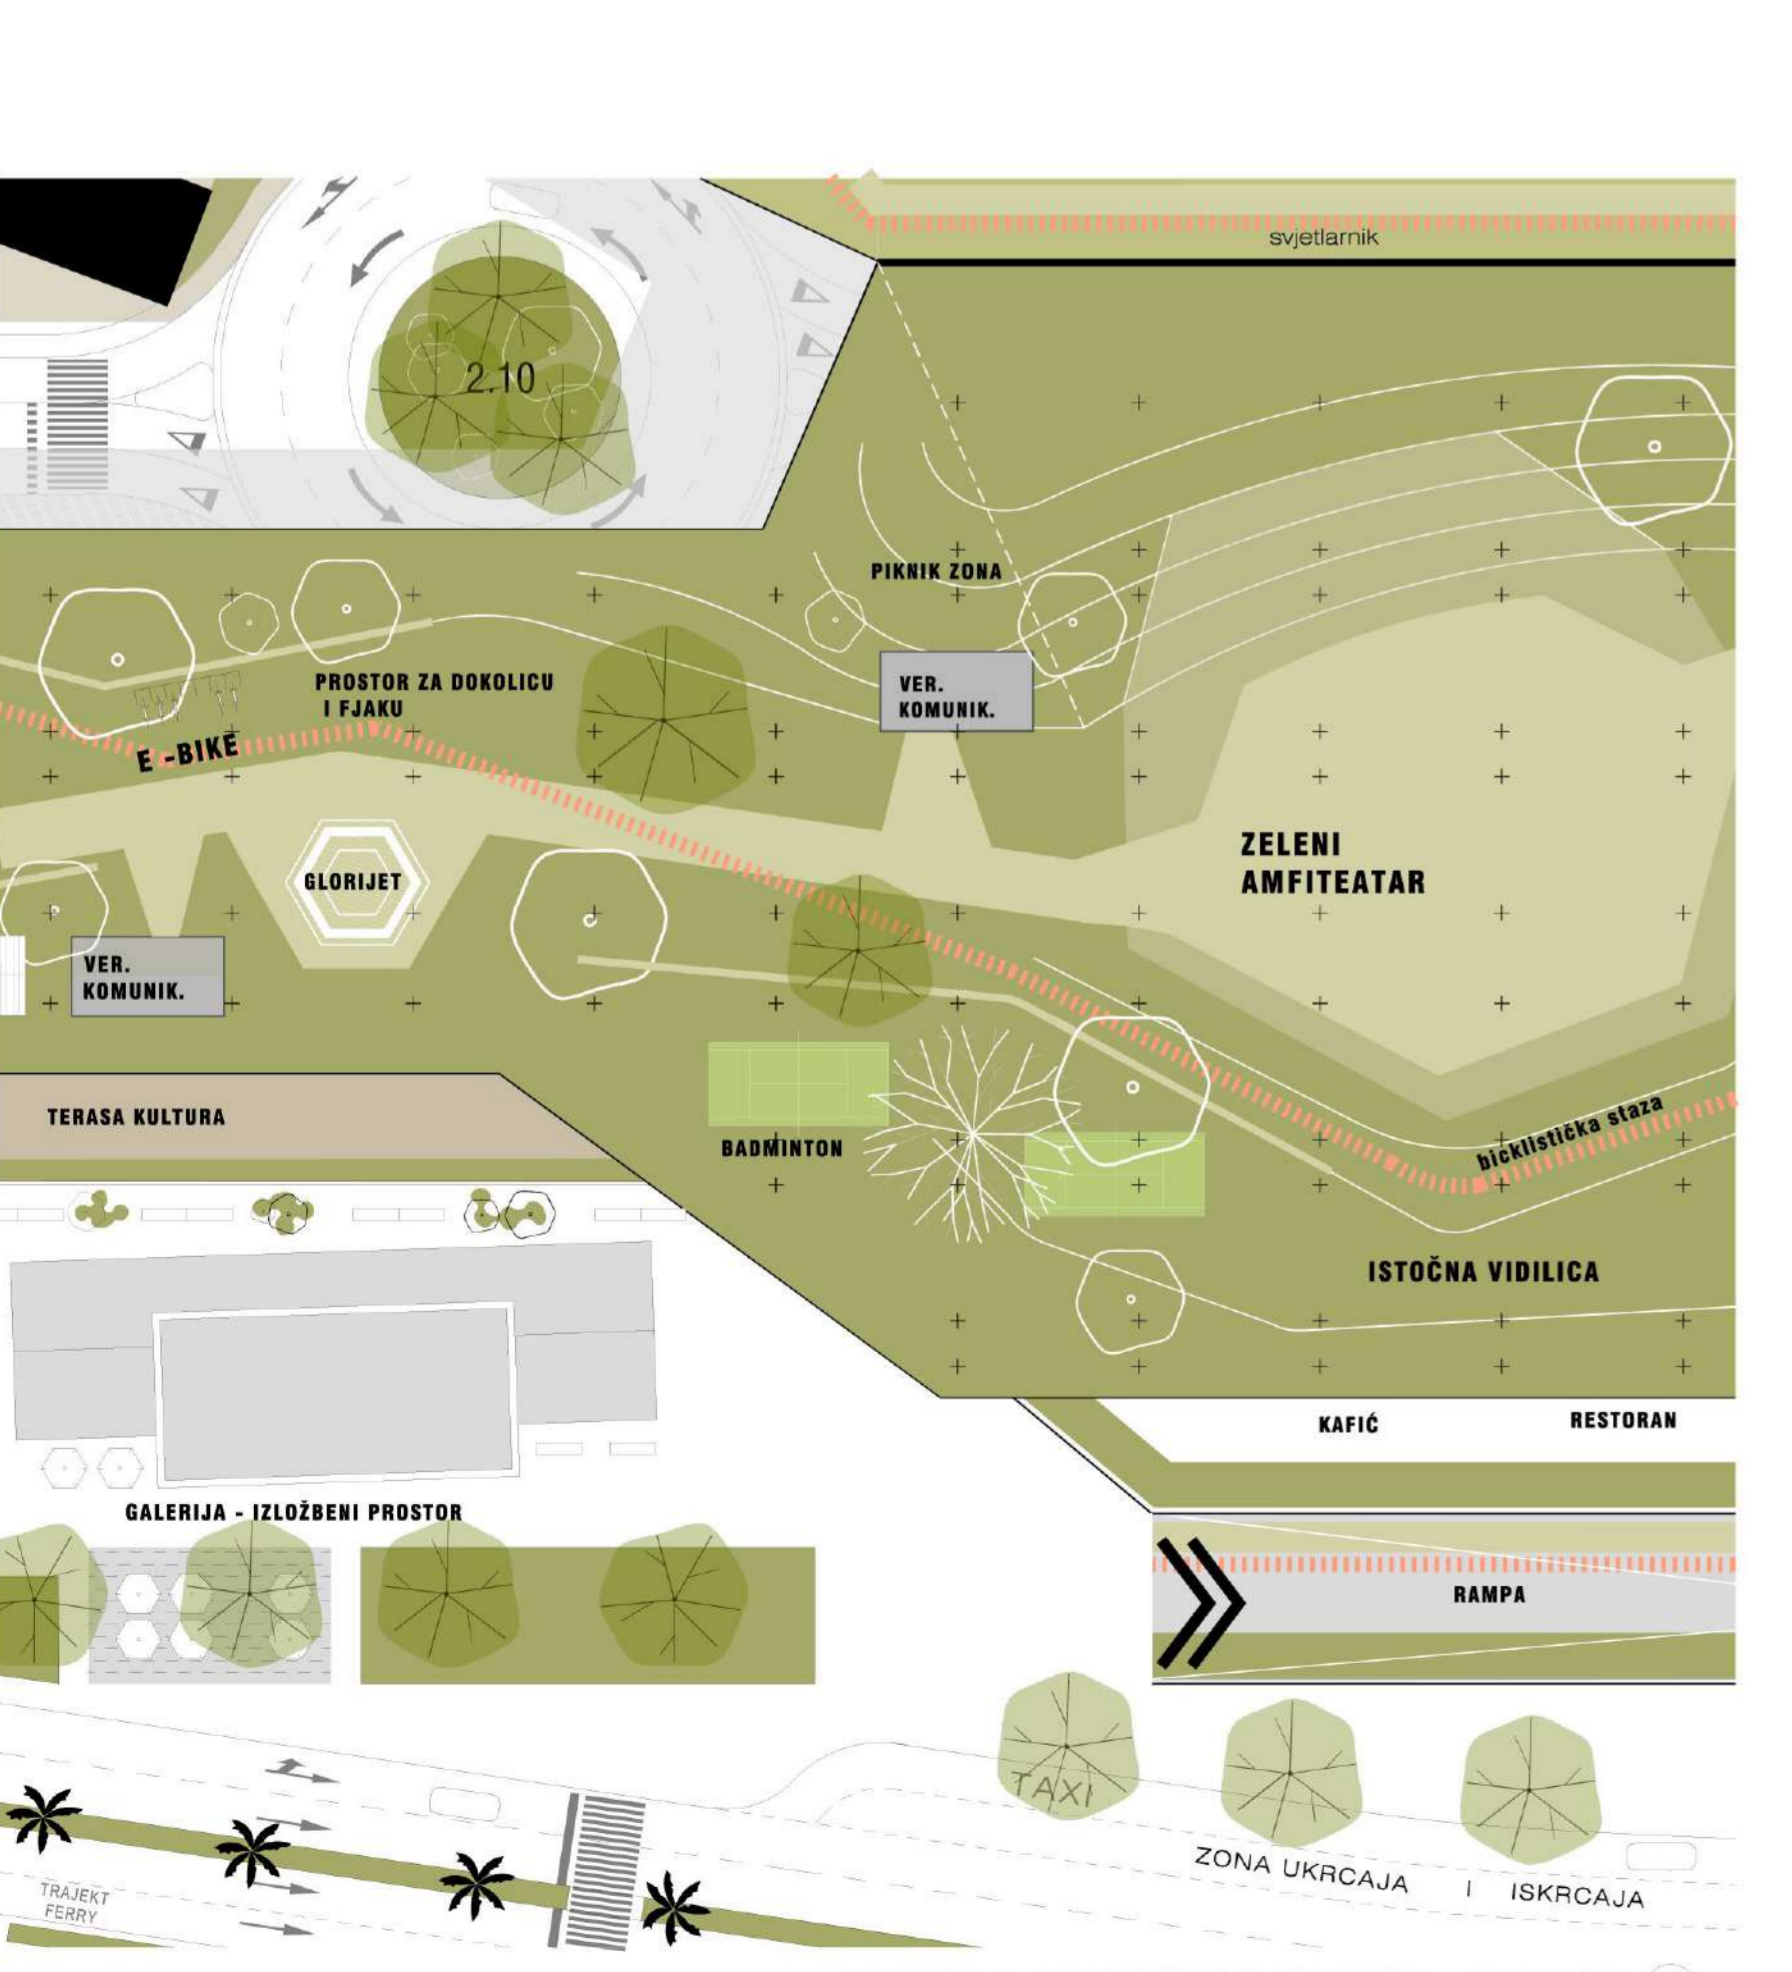 svjetlarnik
2.10
PIKNIK ZONA
PROSTOR ZA DOKOLICU
I FJAKU
VER.
KOMUNIK.
E -BIKE
ZELENI
AMFITEATAR
GLORIJET
VER.
KOMUNIK.
TERASA KULTURA
BADMINTON
bicklistička staza
ISTOČNA VIDILICA
KAFIĆ
RESTORAN
GALERIJA - IZLOŽBENI PROSTOR
RAMPA
TAXI
ZONA UKRCAJA I ISKRCAJA
TRAJEKT
FERRY